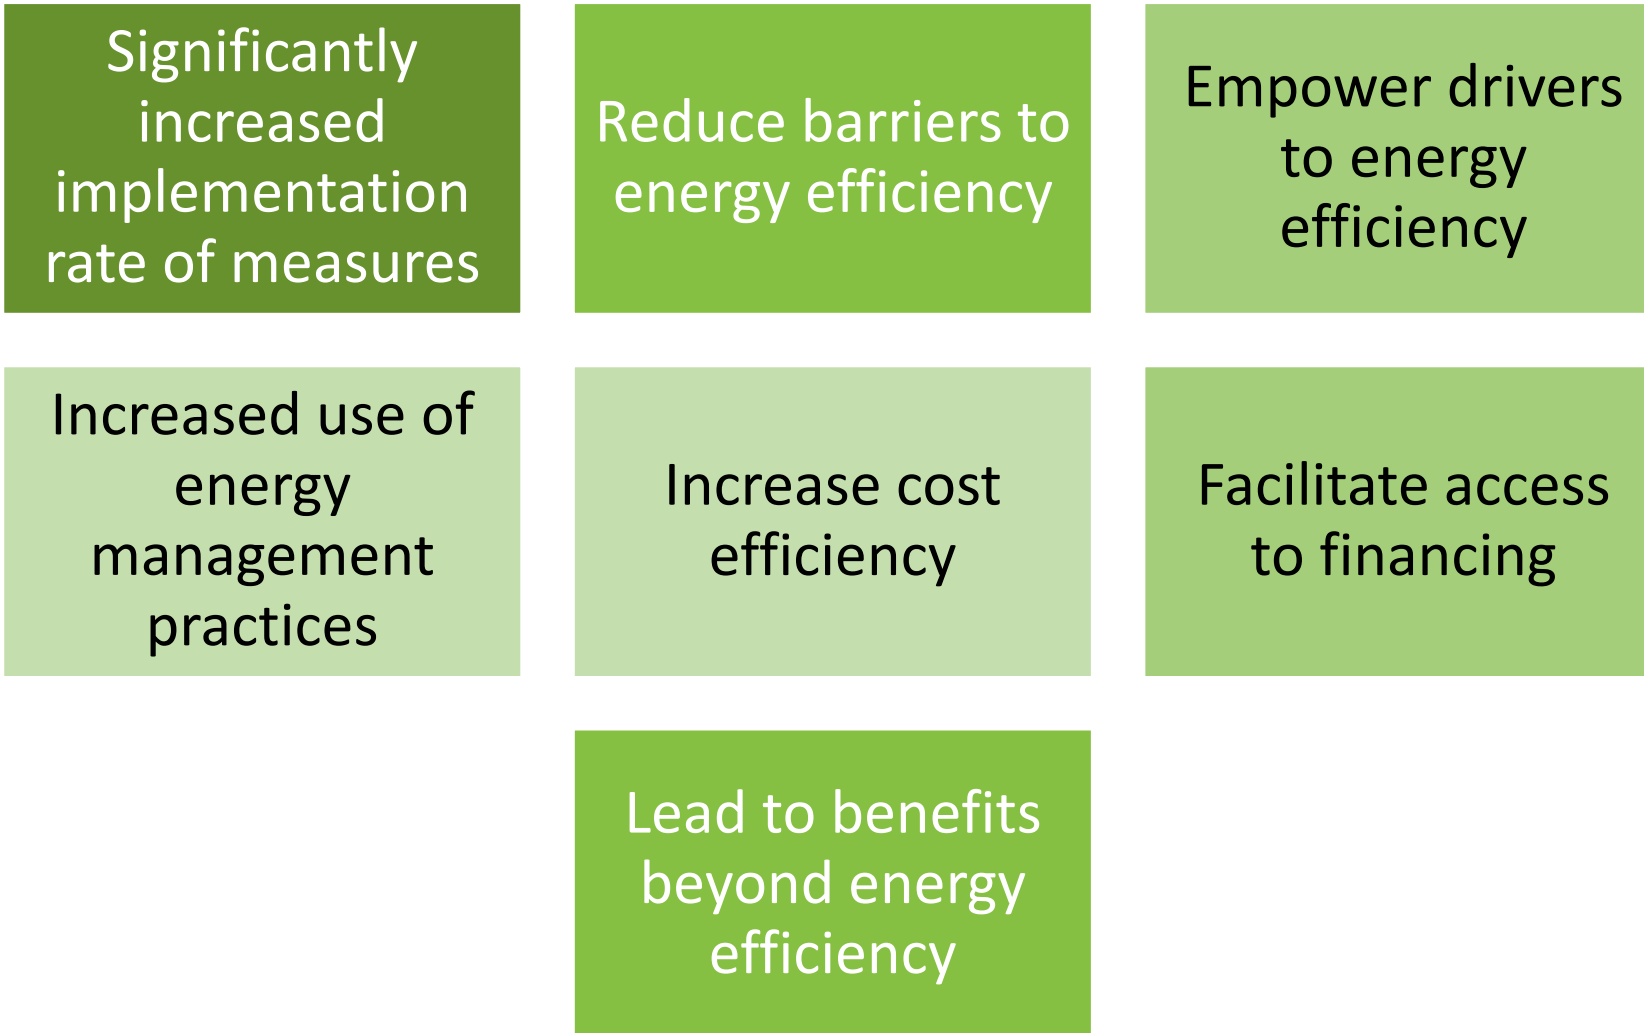 Significantly
increased
implementation
rate of measures
Reduce barriers to
energy efficiency
Empower drivers
to energy
efficiency
Increased use of
energy
management
practices
Increase cost
efficiency
Facilitate access
to financing
Lead to benefits
beyond energy
efficiency